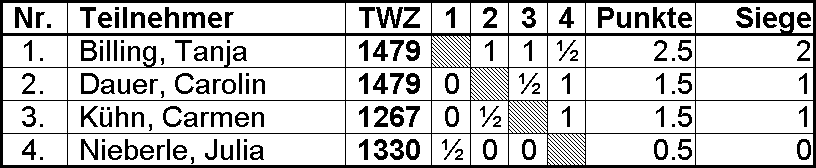 Nr. Teilnehmer TWZ 1 2 3 4 Punkte Siege
1. Billing, Tanja 1479 1 1 ½ 2.5 2
2. Dauer, Carolin 1479 0 ½ 1 1.5 1
3. Kühn, Carmen 1267 0 ½ 1 1.5 1
4. Nieberle, Julia 1330 ½ 0 0 0.5 0